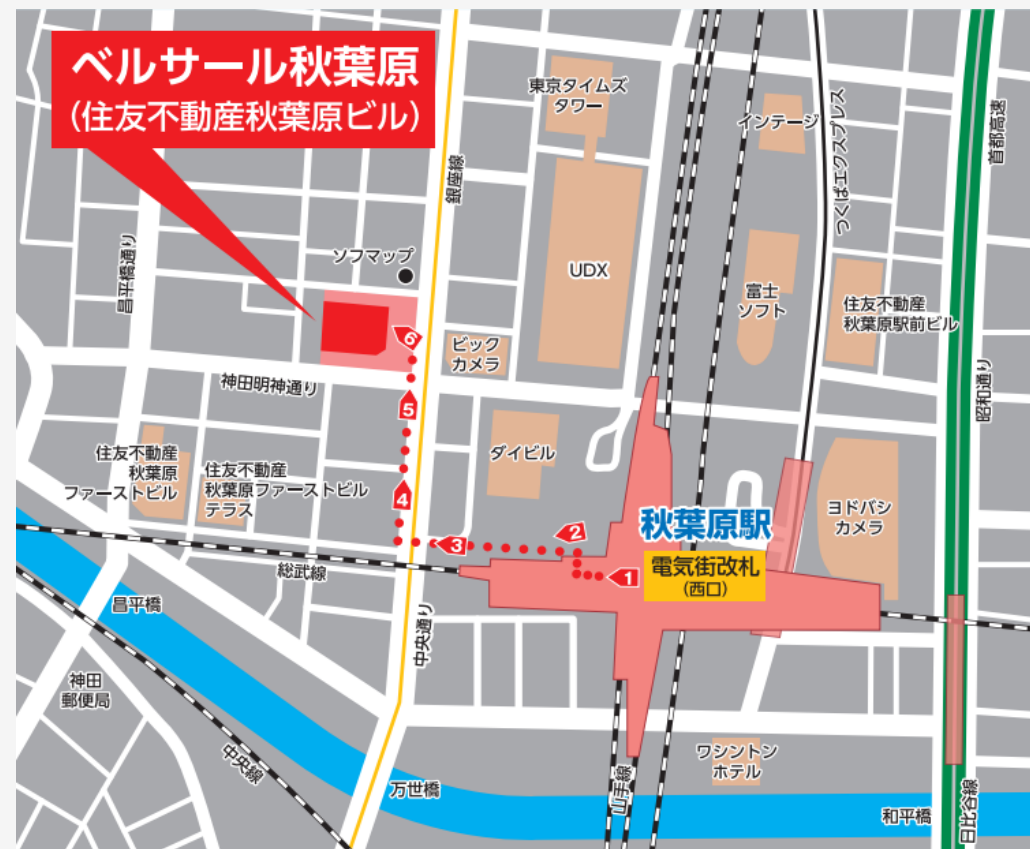 ベルサール秋葉原
(住友不動産秋葉原ビル)
東京タイムズ
タワー
インテージ
つくばエクスプレス
首都高速
銀座線
昌平橋通り
ソフマップ
UDX
富士
ソフト
住友不動産
秋葉原駅前ビル
ビック
カメラ
6
神田明神通り
5
昭和通り
住友不動産
秋葉原
ファーストビル
住友不動産
秋葉原ファーストビル
テラス
ダイビル
4
ヨドバシ
カメラ
秋葉原駅
2
3
電気街改札
(西口)
1
総武線
昌平橋
中央通り
神田
郵便局
中央線
万世橋
山手線
ワシントン
ホテル
和平橋
日比谷線